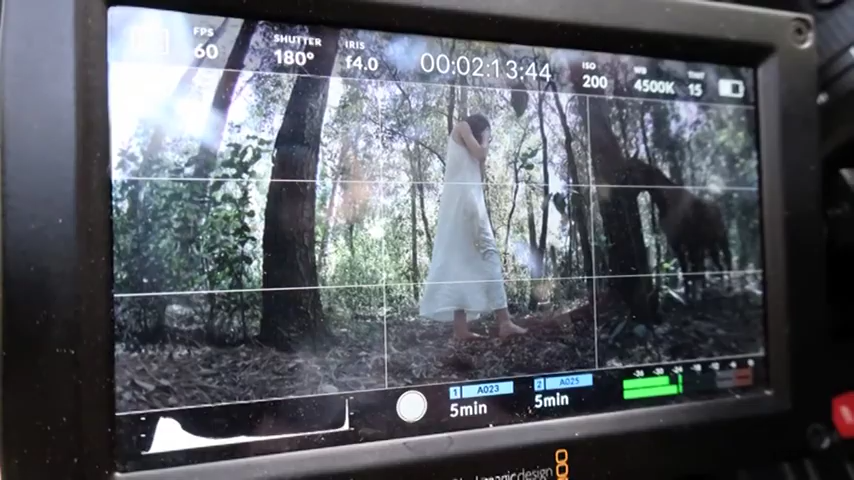 FPS 60 SHUTTER 180° IRIS f4.0 00:02:13:44 ISO 200 WB 4500K TINT 15
1 A023 2 A025
5min 5min
magicdesign